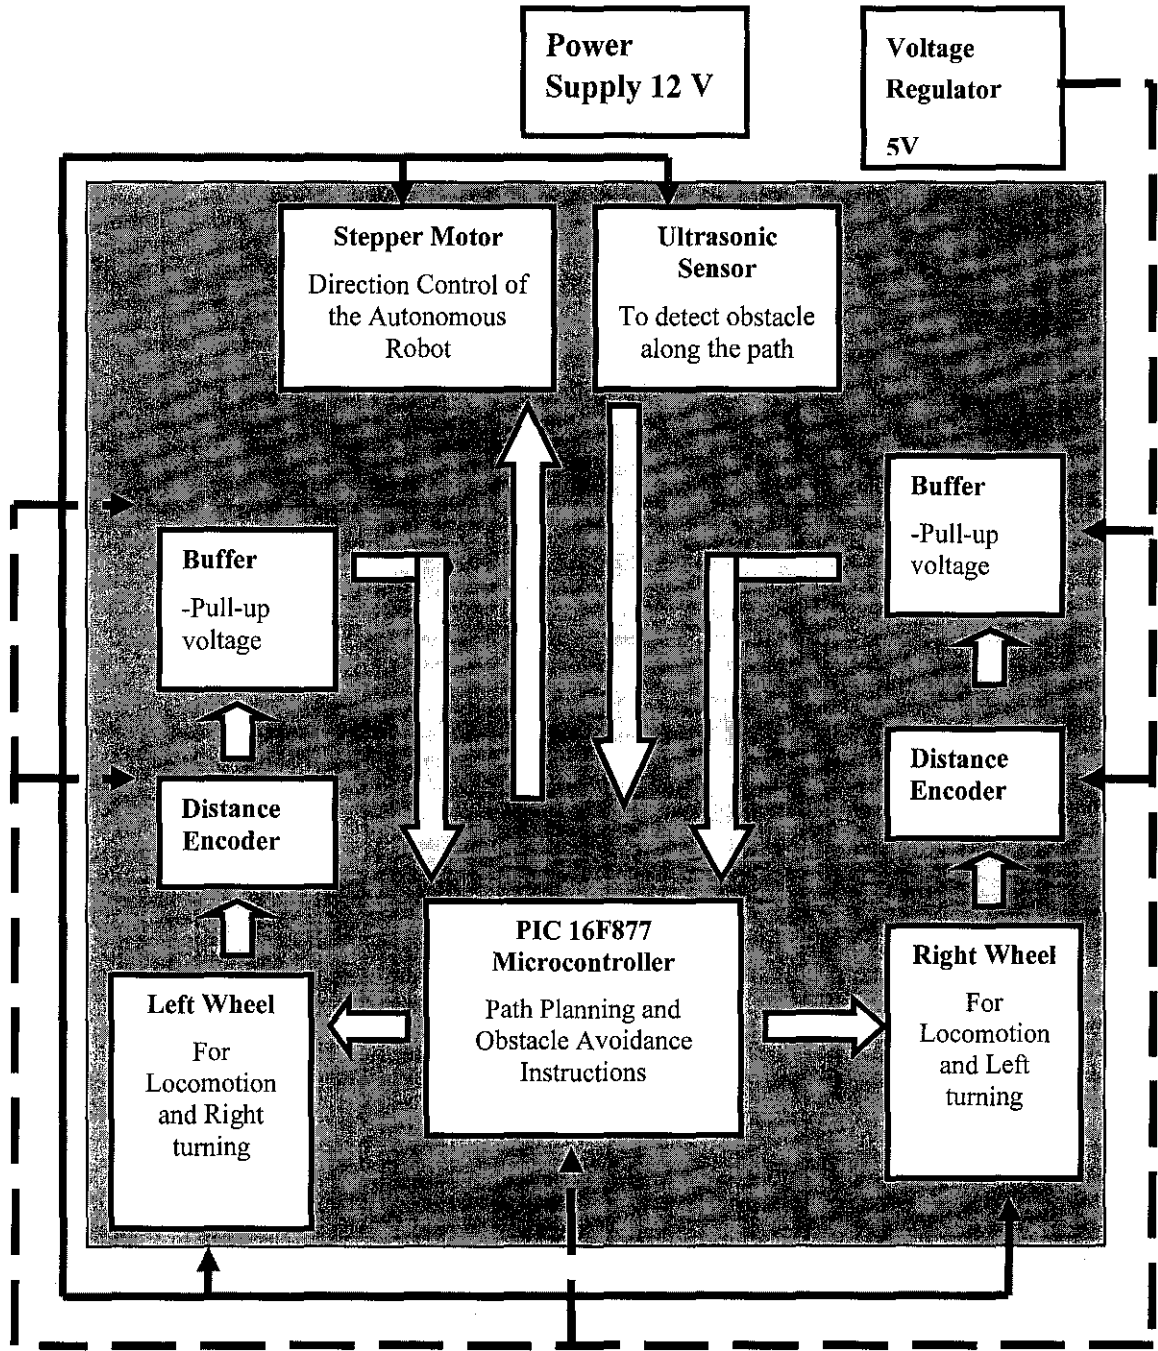 Power
Supply 12 V
Voltage
Regulator
5V
Stepper Motor
Direction Control of
the Autonomous
Robot
Ultrasonic
Sensor
To detect obstacle
along the path
Buffer
-Pull-up
voltage
Buffer
-Pull-up
voltage
Distance
Encoder
Distance
Encoder
PIC 16F877
Microcontroller
Path Planning and
Obstacle Avoidance
Instructions
Left Wheel
For
Locomotion
and Right
turning
Right Wheel
For
Locomotion
and Left
turning